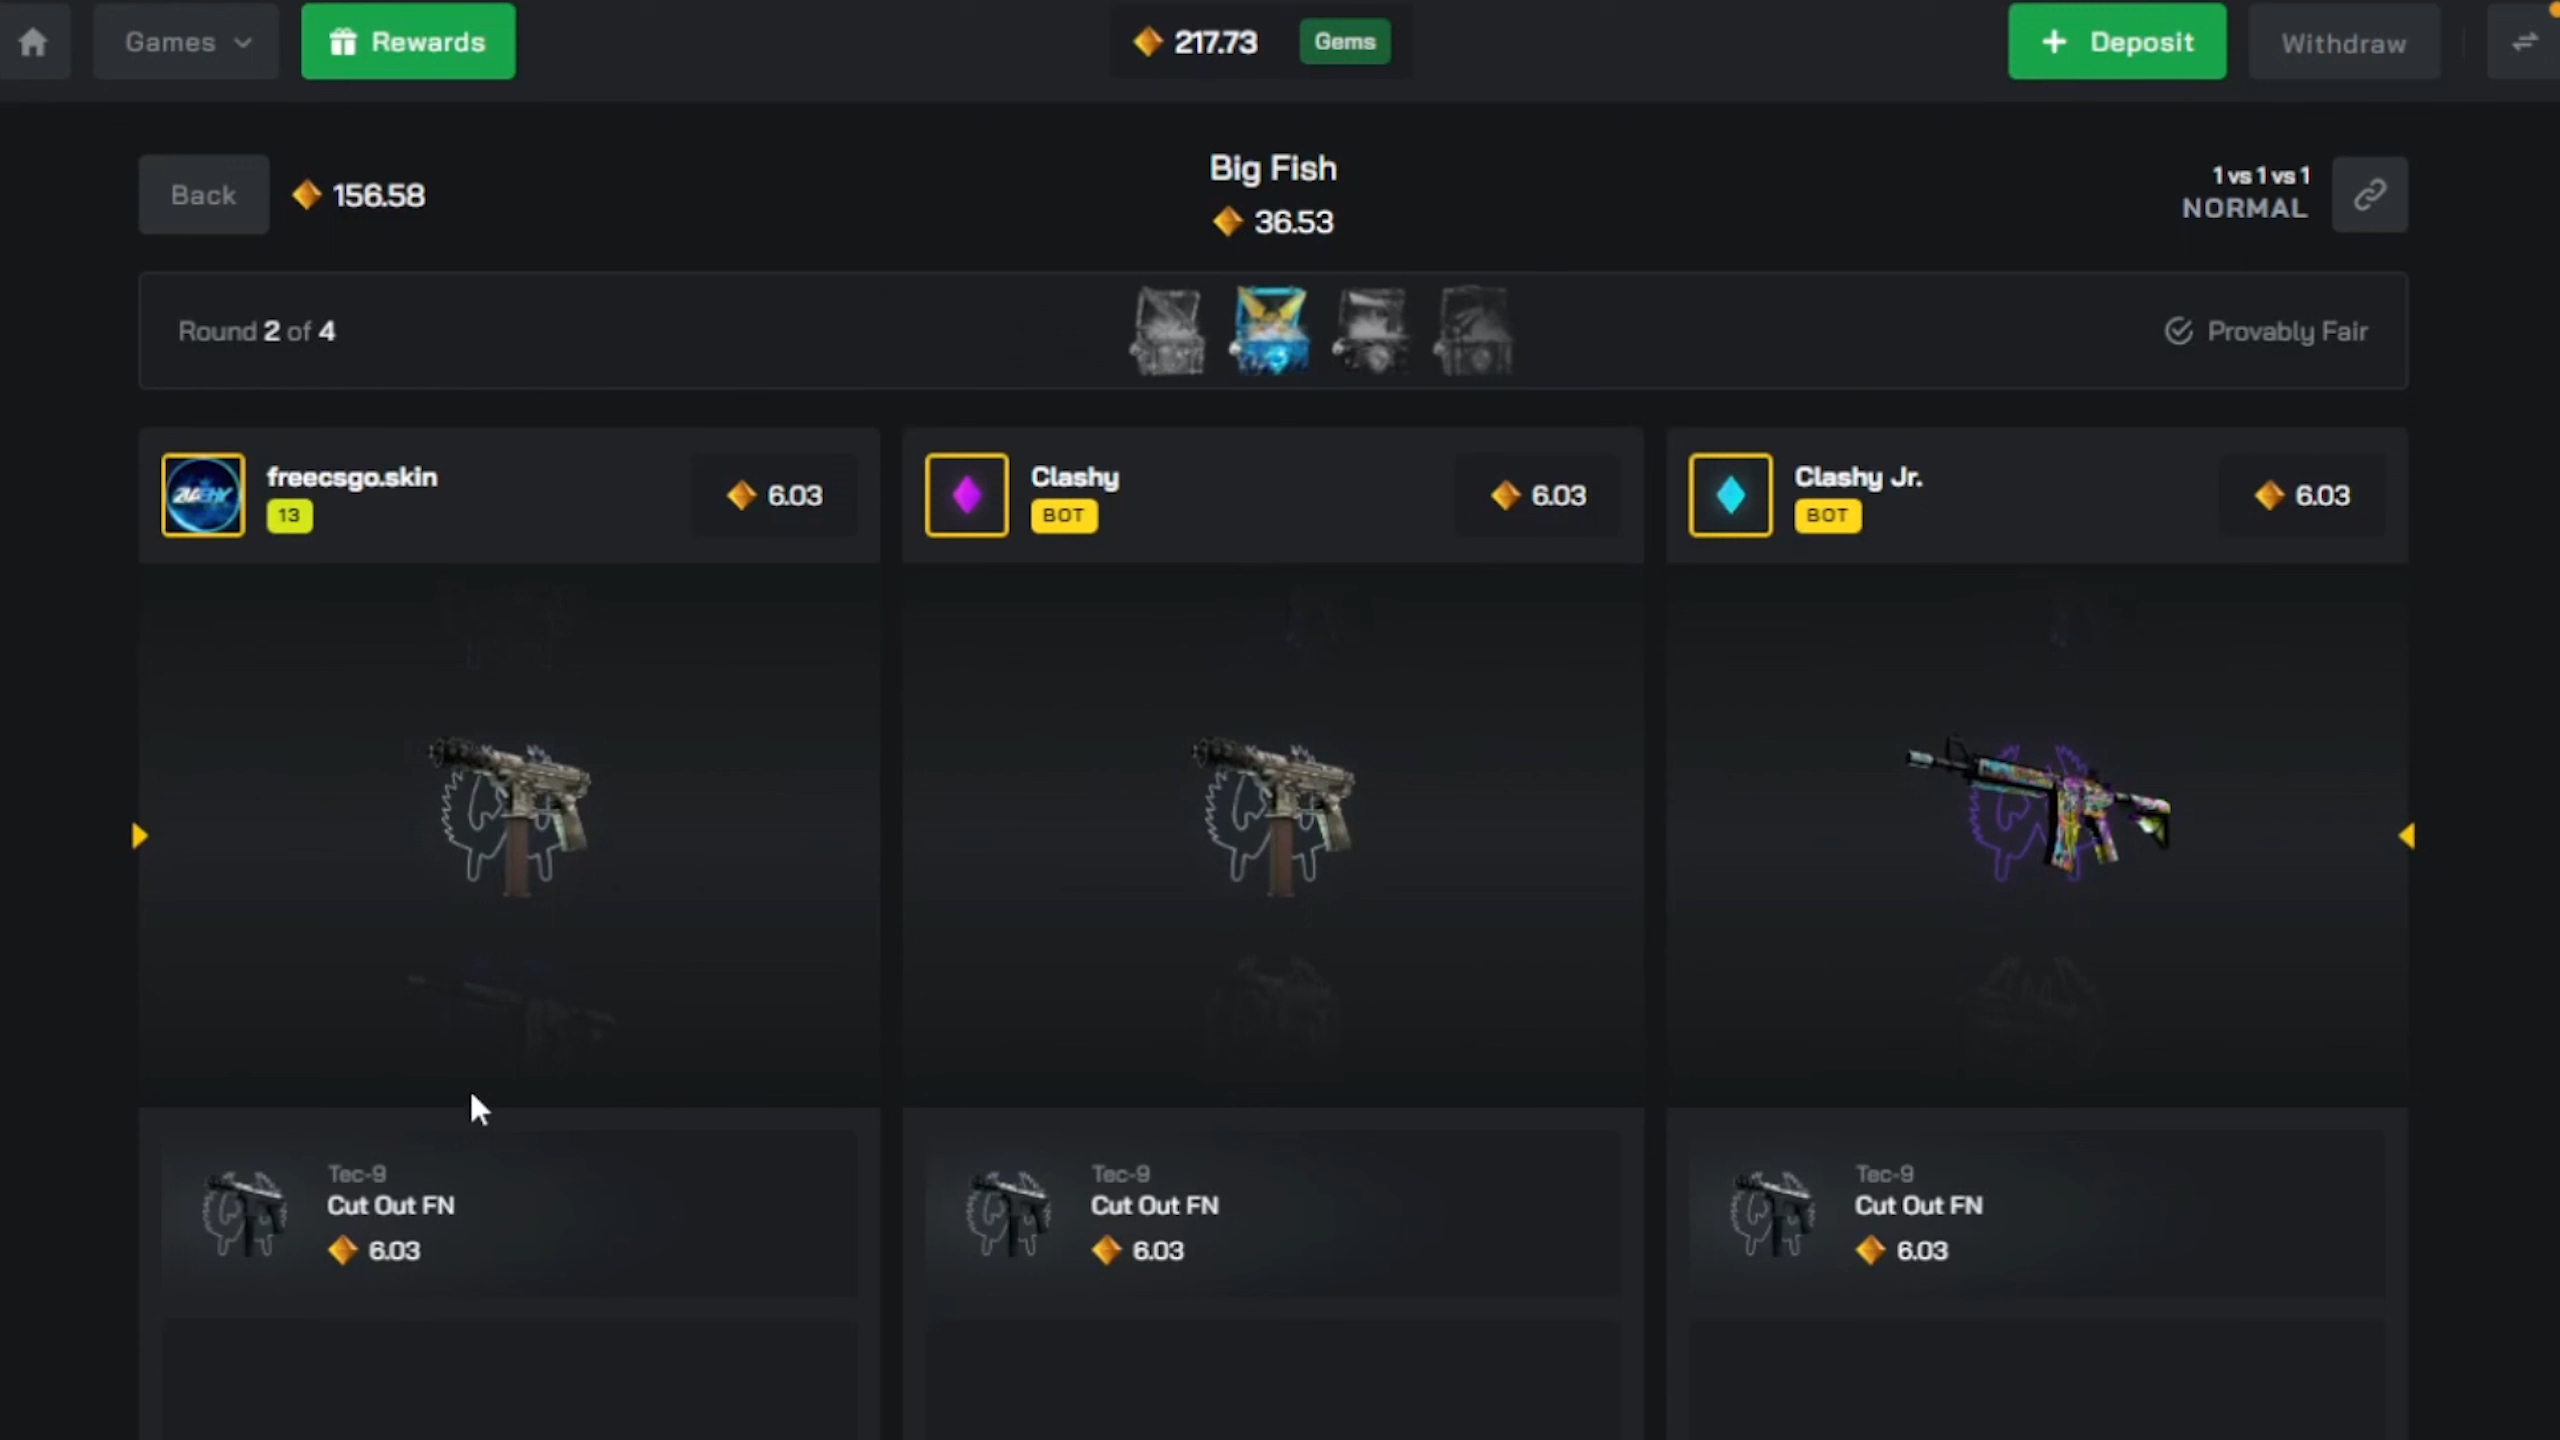 Games
Rewards
217.73
Gems
Deposit
Withdraw
Back
156.58
Big Fish
36.53
1 vs 1 vs 1
NORMAL
Round 2 of 4
Provably Fair
freecsgo.skin
13
6.03
Clashy
BOT
6.03
Clashy Jr.
BOT
6.03
Tec-9
Cut Out FN
6.03
Tec-9
Cut Out FN
6.03
Tec-9
Cut Out FN
6.03